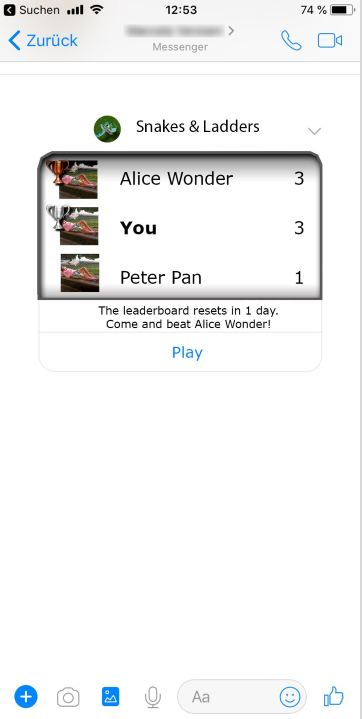 Suchen 12:53 74 %
Zurück
Messenger
Snakes & Ladders
Alice Wonder 3
You 3
Peter Pan 1
The leaderboard resets in 1 day.
Come and beat Alice Wonder!
Play
Aa